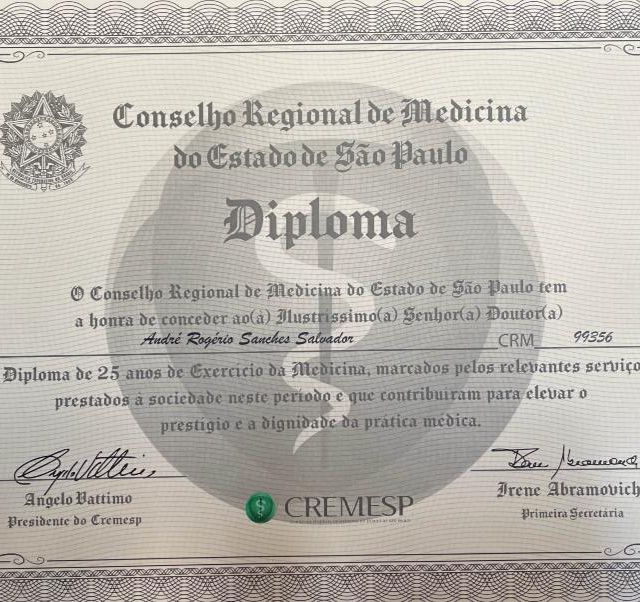 Conselho Regional de Medicina
do Estado de São Paulo
Diploma
O Conselho Regional de Medicina do Estado de São Paulo tem
a honra de conceder ao(a) Ilustríssimo(a) Senhor(a) Doutor(a)
André Rogério Sanches Salvador CRM 99356
Diploma de 25 anos de Exercício da Medicina, marcados pelos relevantes serviço
prestados à sociedade neste período e que contribuíram para elevar o
prestígio e a dignidade da prática médica.
Angelo Vattimo
Presidente do Cremesp
Irene Abramovich
Primeira Secretária
CREMESP